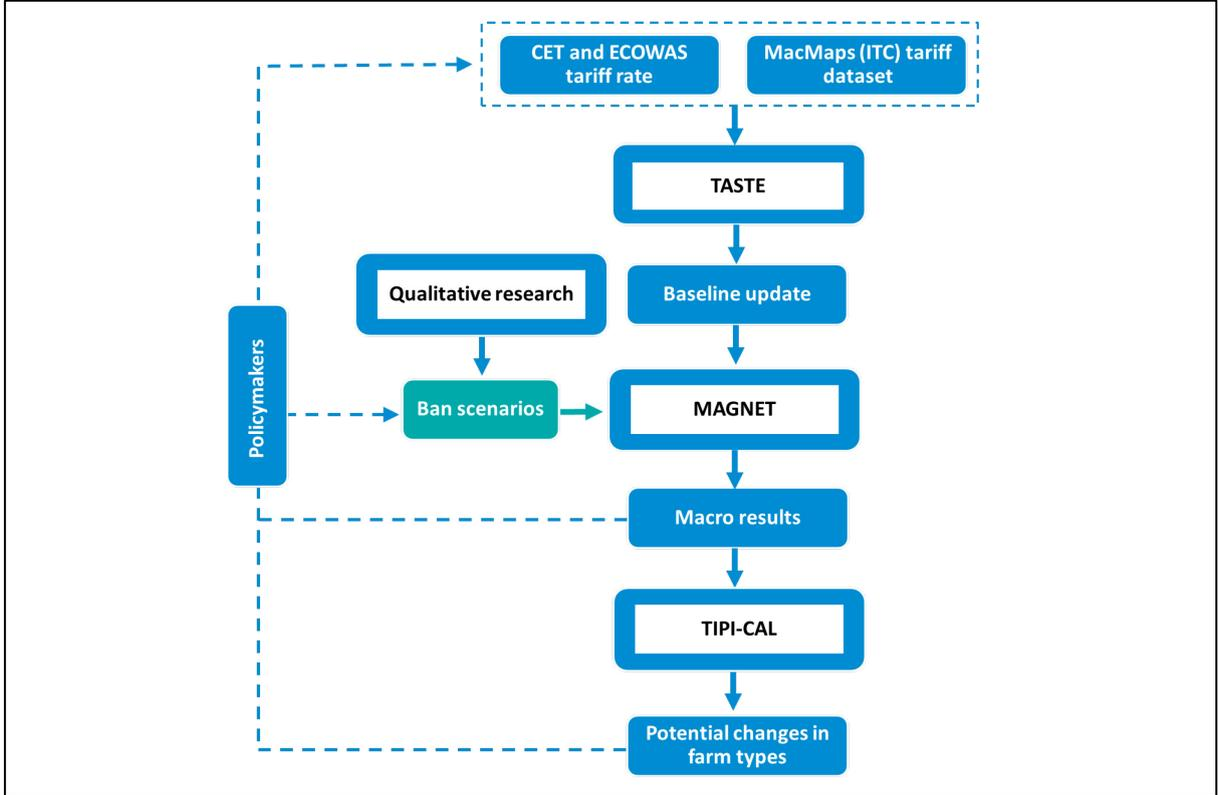 CET and ECOWAS
tariff rate
MacMaps (ITC) tariff
dataset
TASTE
Qualitative research
Baseline update
Policymakers
Ban scenarios
MAGNET
Macro results
TIPI-CAL
Potential changes in
farm types